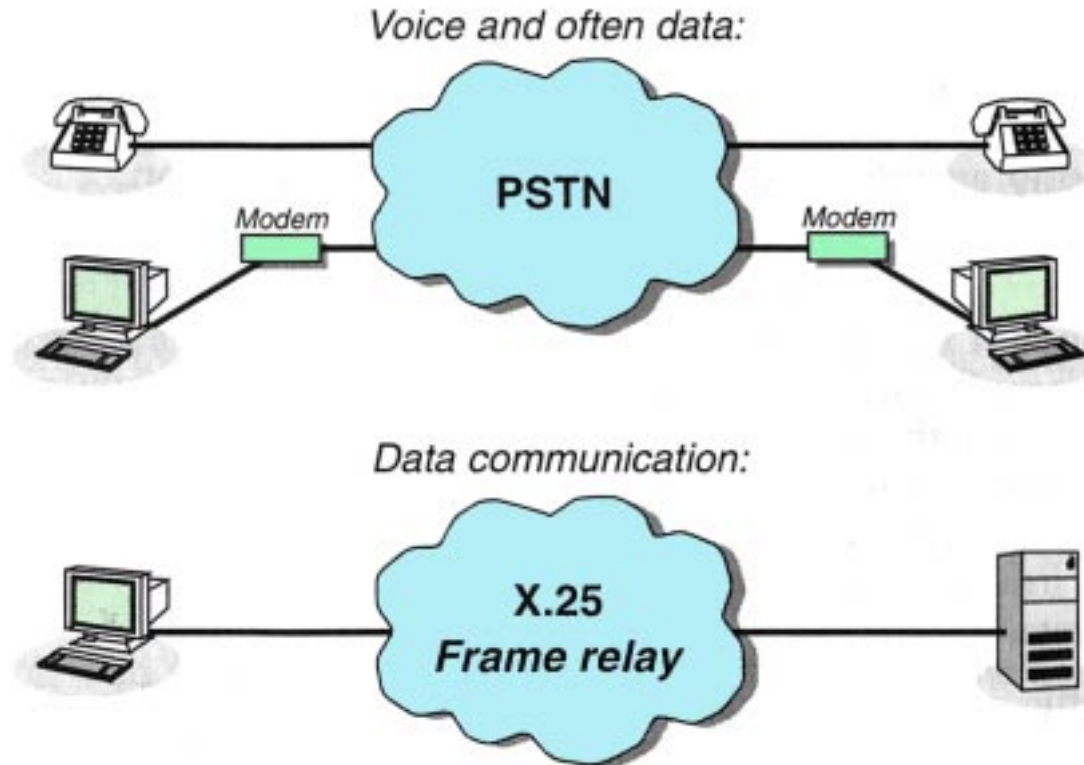 Voice and often data:
PSTN
Modem
Modem
Data communication:
X.25
Frame relay